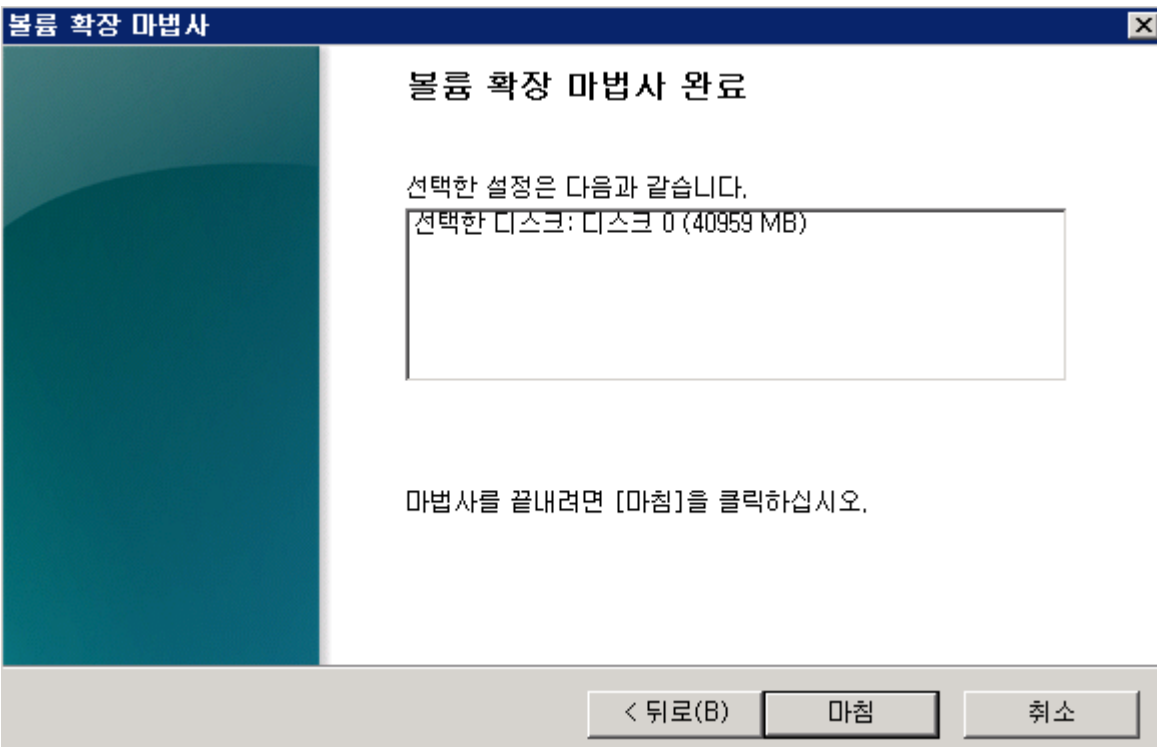 볼륨 확장 마법사
볼륨 확장 마법사 완료
선택한 설정은 다음과 같습니다.
선택한 디스크: 디스크 0 (40959 MB)
마법사를 끝내려면 [마침]을 클릭하십시오.
< 뒤로(B) 마침 취소